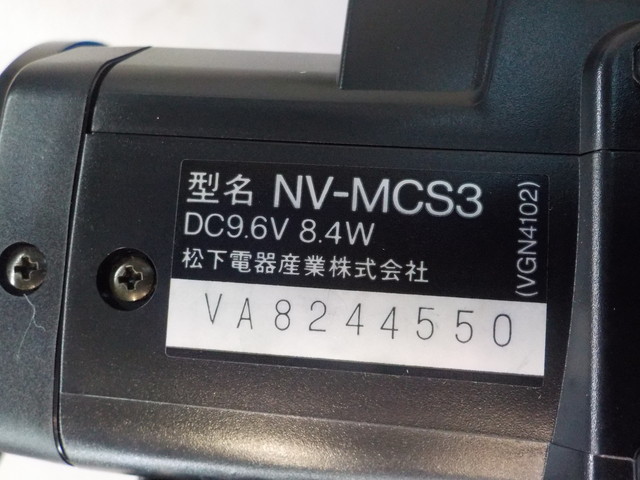 型名 NV-MCS3
DC9.6V 8.4W
松下電器産業株式会社
(VGN4102)
VA8244550